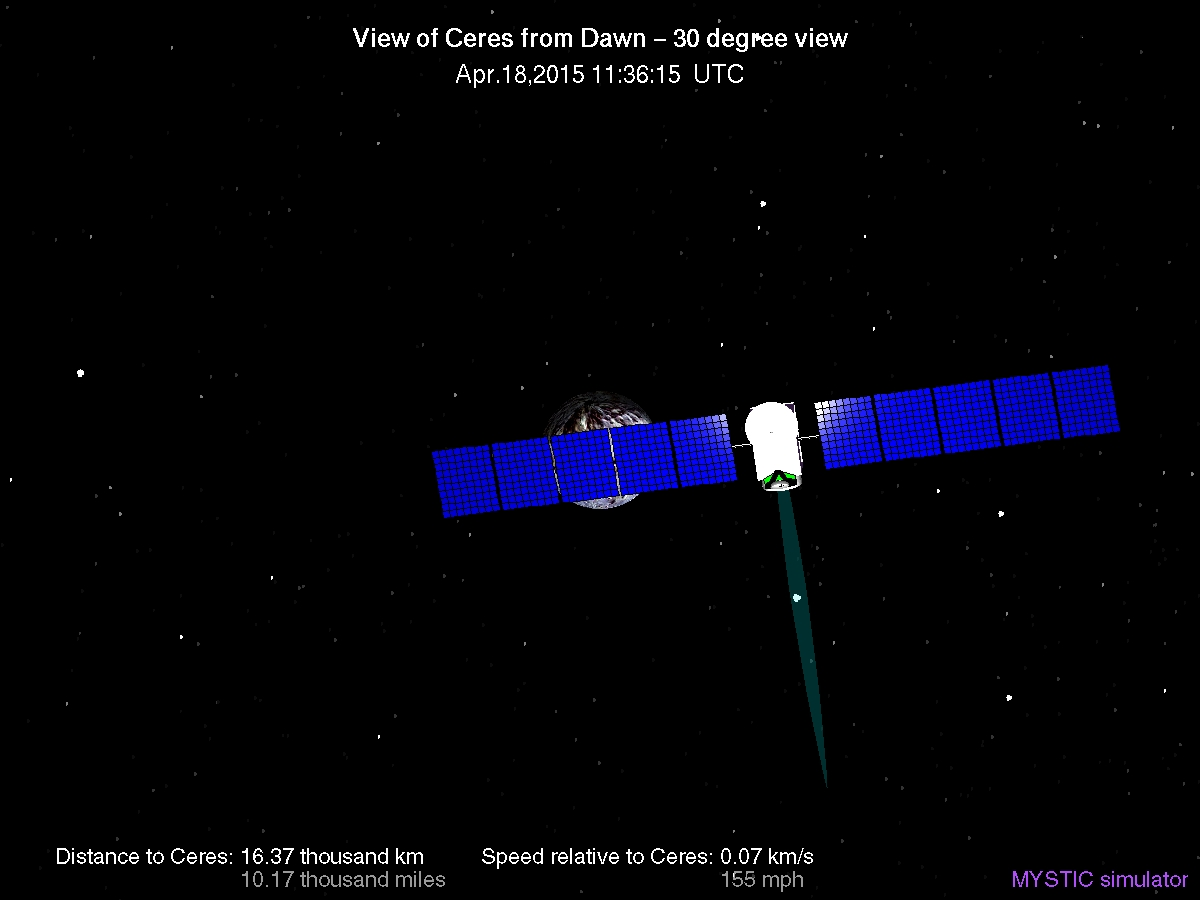 View of Ceres from Dawn – 30 degree view
Apr.18,2015 11:36:15 UTC
Distance to Ceres: 16.37 thousand km
10.17 thousand miles
Speed relative to Ceres: 0.07 km/s
155 mph
MYSTIC simulator